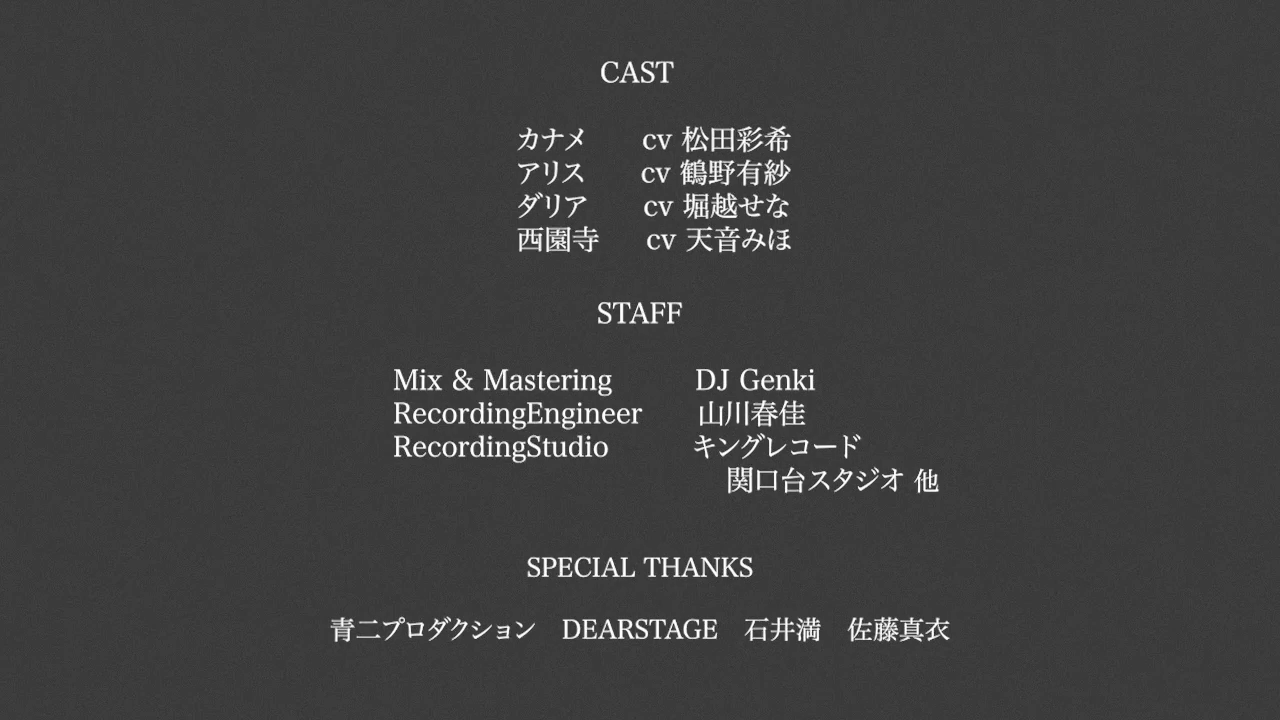 CAST
カナメ cv 松田彩希
アリス cv 鶴野有紗
ダリア cv 堀越せな
西園寺 cv 天音みほ
STAFF
Mix & Mastering DJ Genki
RecordingEngineer 山川春佳
RecordingStudio キングレコード
関口台スタジオ 他
SPECIAL THANKS
青二プロダクション DEARSTAGE 石井満 佐藤真衣